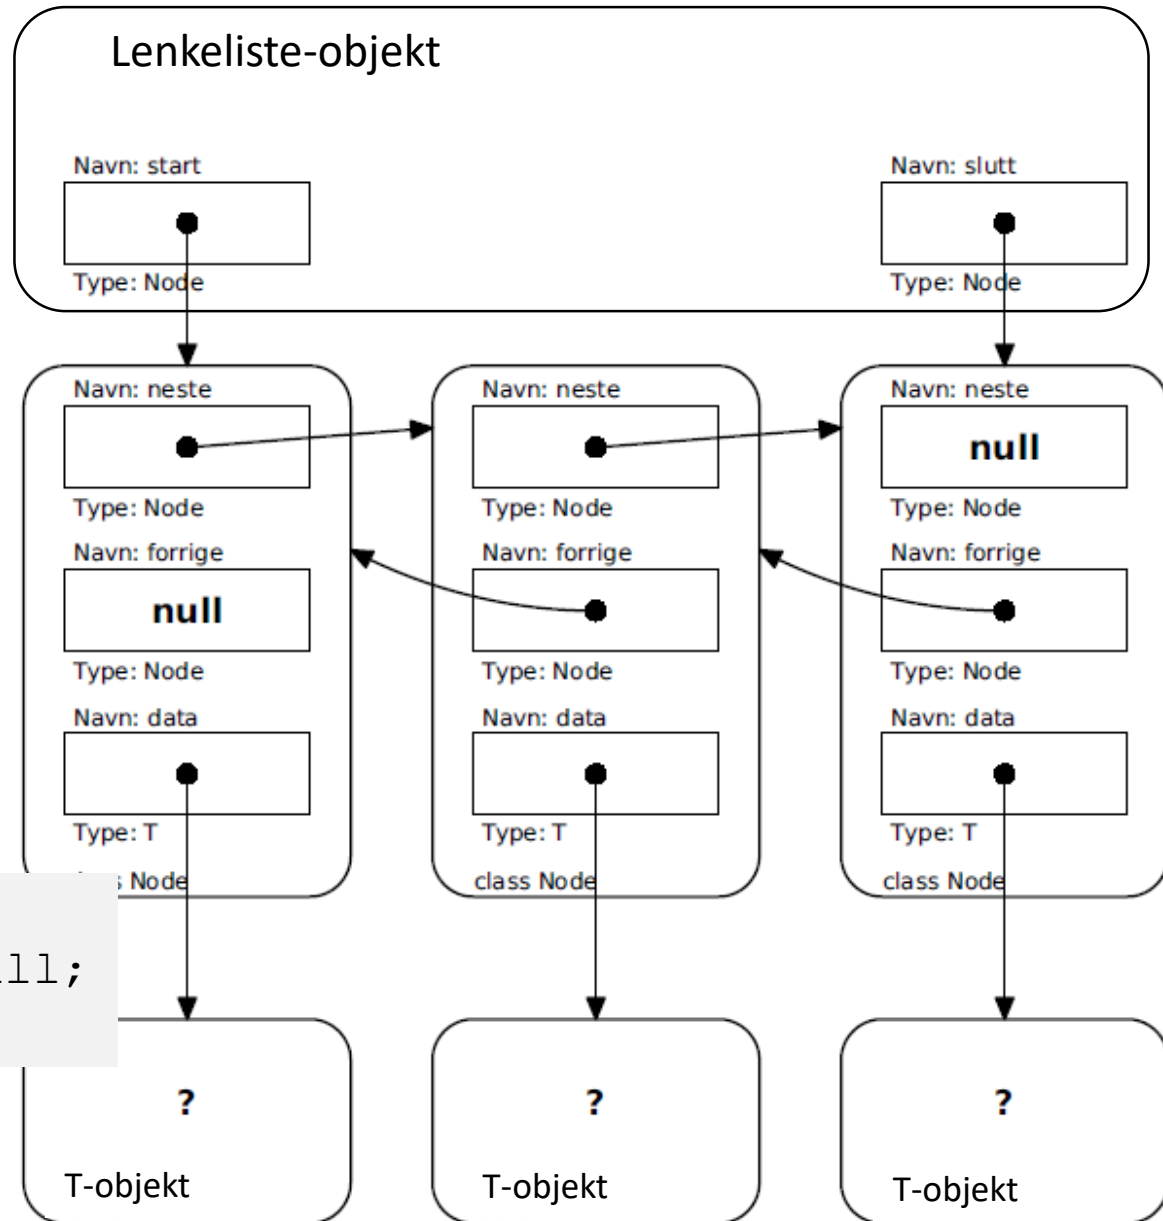 Lenkeliste-objekt
Navn: start
Navn: slutt
Type: Node
Type: Node
Navn: neste
Navn: neste
Navn: neste
null
Type: Node
Type: Node
Type: Node
Navn: forrige
Navn: forrige
Navn: forrige
null
Type: Node
Type: Node
Type: Node
Navn: data
Navn: data
Navn: data
Type: T
Type: T
Type: T
Node
class Node
class Node
?
?
?
T-objekt
T-objekt
T-objekt